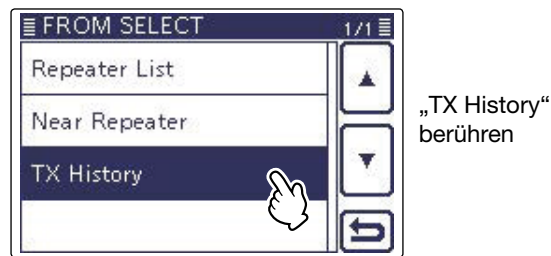 FROM SELECT 1/1
Repeater List
Near Repeater
TX History
„TX History“
berühren